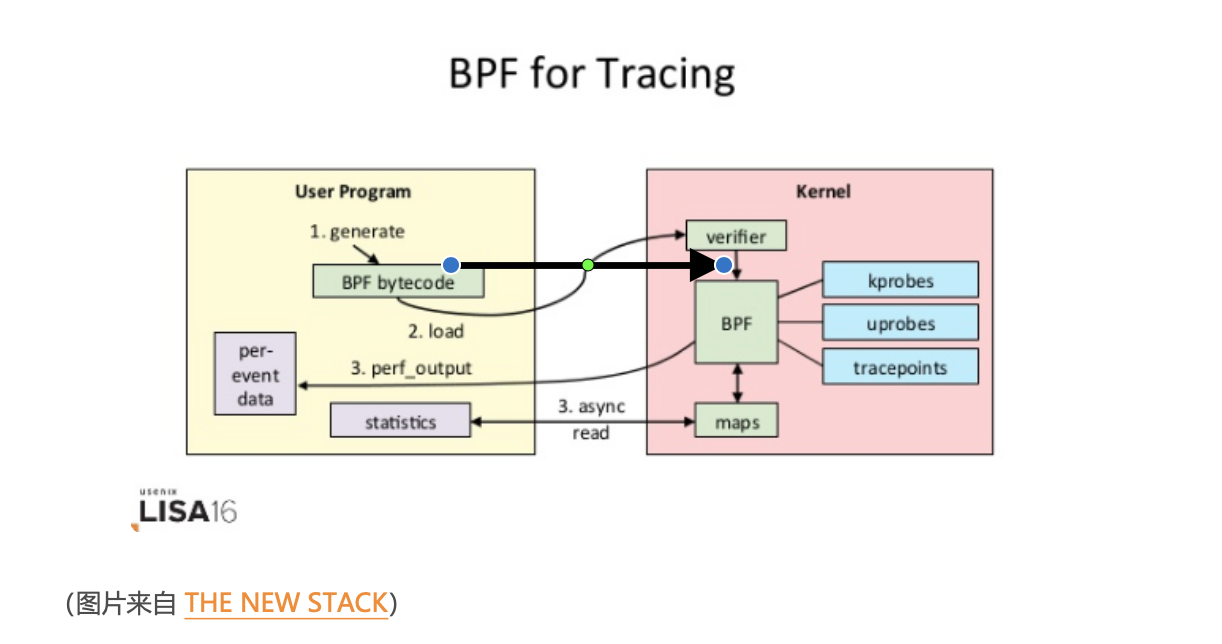 BPF for Tracing
User Program
1. generate
BPF bytecode
2. load
per-
event
data
3. perf_output
statistics
3. async
read
Kernel
verifier
BPF
kprobes
uprobes
tracepoints
maps
usenix
LISA16
(图片来自 THE NEW STACK)